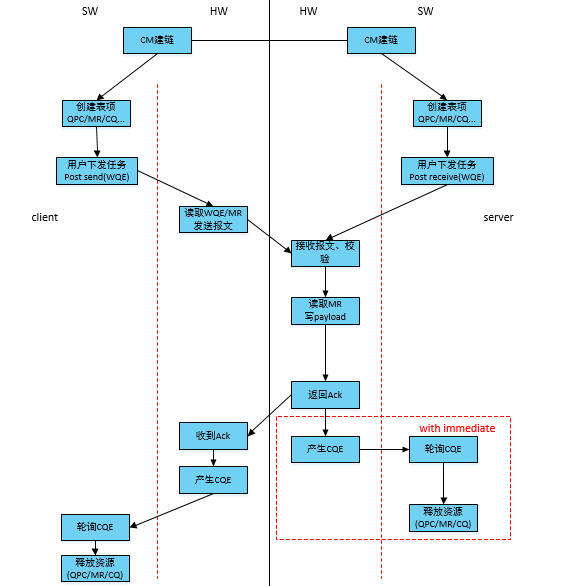 SW
HW
HW
SW
CM建链
CM建链
创建表项
QPC/MR/CQ...
创建表项
QPC/MR/CQ...
用户下发任务
Post send(WQE)
用户下发任务
Post receive(WQE)
client
读取WQE/MR
发送报文
server
接收报文、校
验
读取MR
写payload
返回Ack
with immediate
收到Ack
产生CQE
轮询CQE
产生CQE
释放资源
(QPC/MR/CQ)
轮询CQE
释放资源
(QPC/MR/CQ)